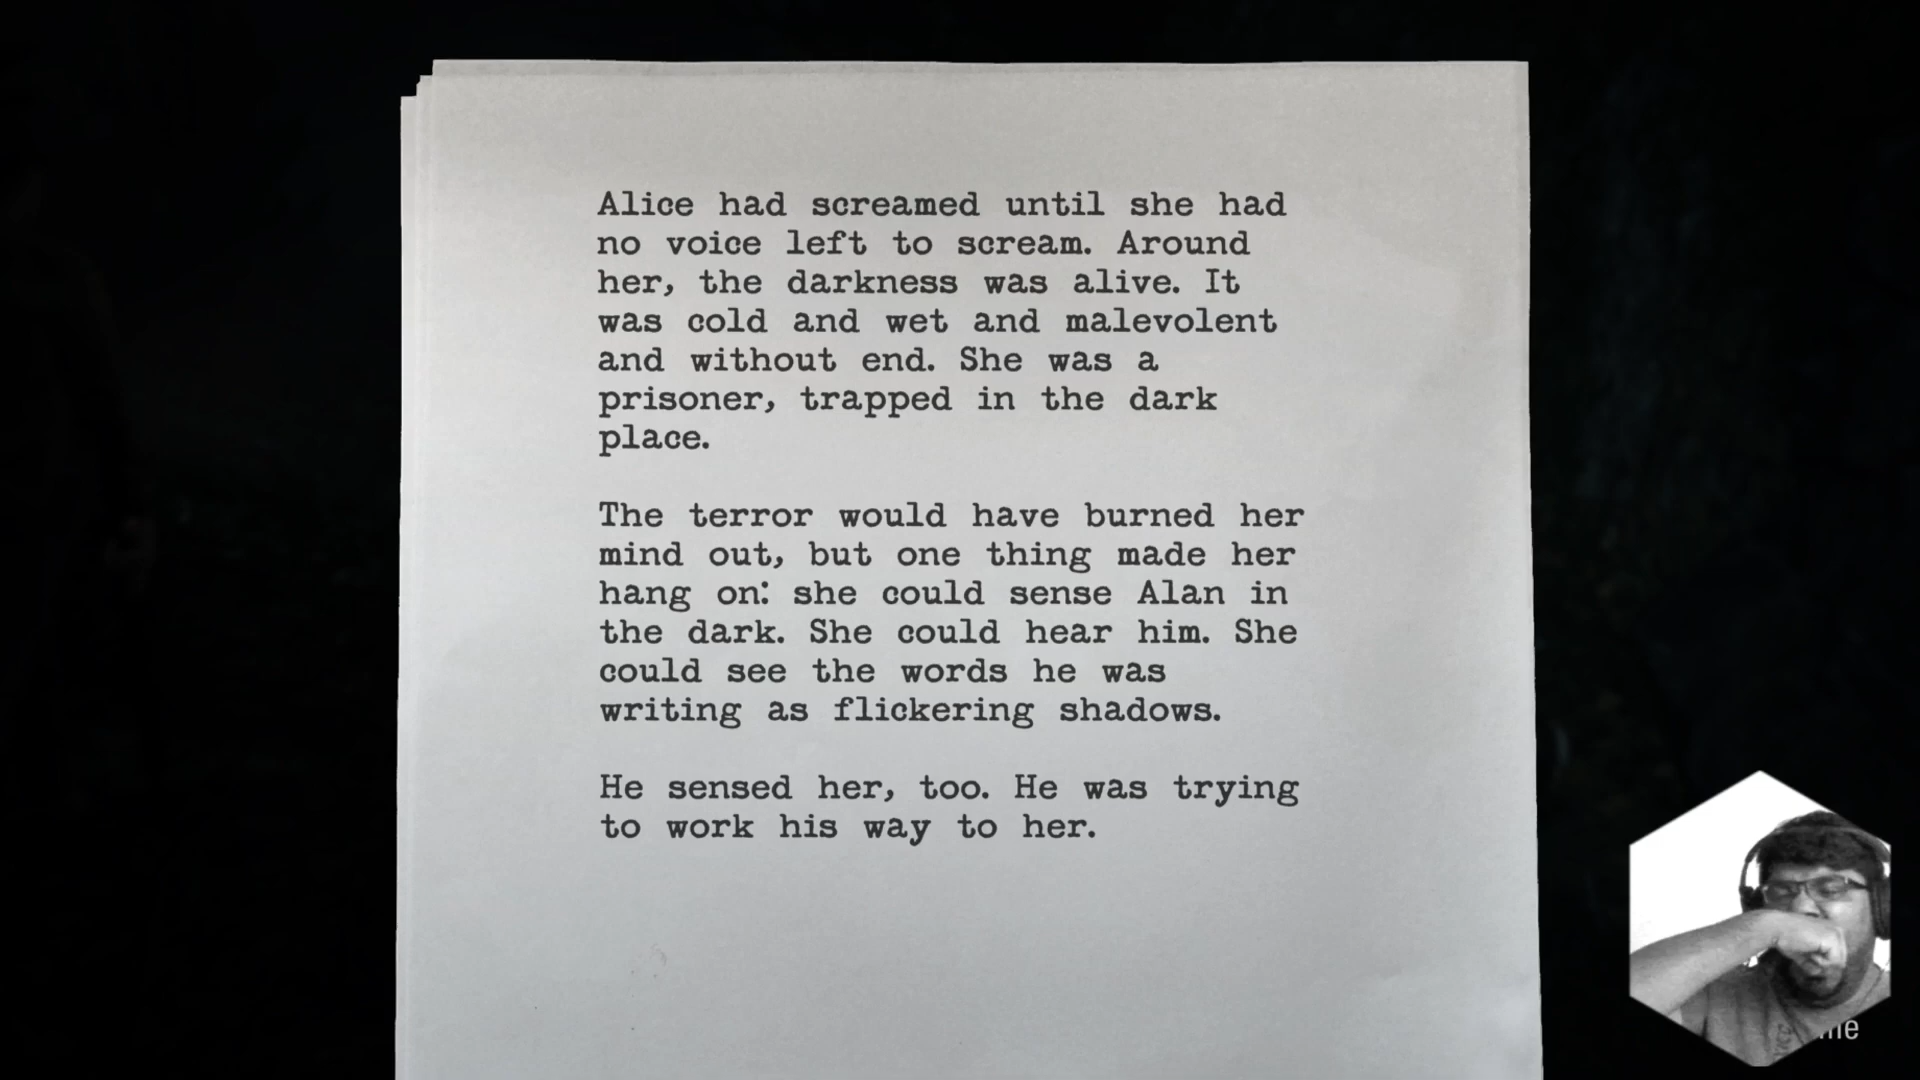 Alice had screamed until she had
no voice left to scream. Around
her, the darkness was alive. It
was cold and wet and malevolent
and without end. She was a
prisoner, trapped in the dark
place.
The terror would have burned her
mind out, but one thing made her
hang on: she could sense Alan in
the dark. She could hear him. She
could see the words he was
writing as flickering shadows.
He sensed her, too. He was trying
to work his way to her.